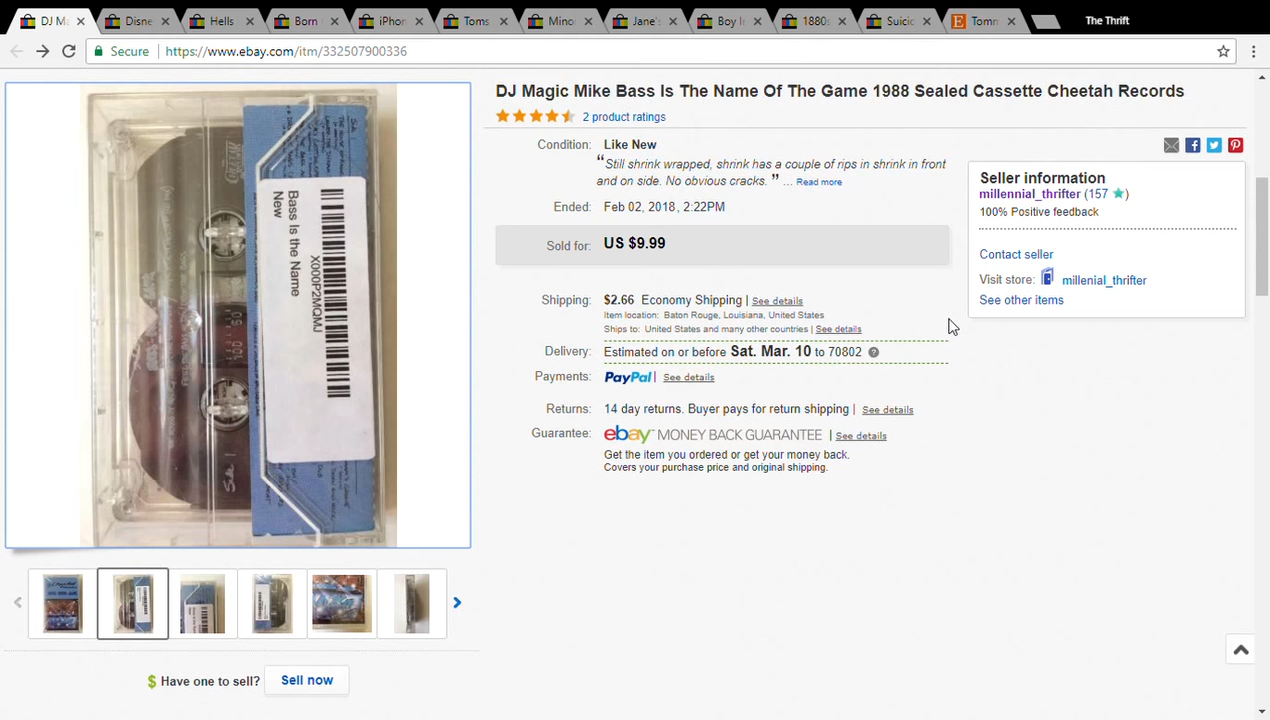 DJ Ma
Disne
Hells
Born
iPhon
Toms
Mino
Jane's
Boy I
1880s
Suicid
Tomm
The Thrift
Secure
https://www.ebay.com/itm/332507900336
DJ Magic Mike Bass Is The Name Of The Game 1988 Sealed Cassette Cheetah Records
2 product ratings
Condition: Like New
“Still shrink wrapped, shrink has a couple of rips in shrink in front
and on side. No obvious cracks. ” ... Read more
Ended: Feb 02, 2018 , 2:22PM
Sold for: US $9.99
Shipping: $2.66 Economy Shipping | See details
Item location: Baton Rouge, Louisiana, United States
Ships to: United States and many other countries | See details
Delivery: Estimated on or before Sat. Mar. 10 to 70802
Payments: PayPal | See details
Returns: 14 day returns. Buyer pays for return shipping | See details
Guarantee: ebay MONEY BACK GUARANTEE | See details
Get the item you ordered or get your money back.
Covers your purchase price and original shipping.
Seller information
millennial_thrifter (157 )
100% Positive feedback
Contact seller
Visit store: millenial_thrifter
See other items
X000P2MQMJ
Bass Is the Name
New
Side 1
100
50
$ Have one to sell? Sell now